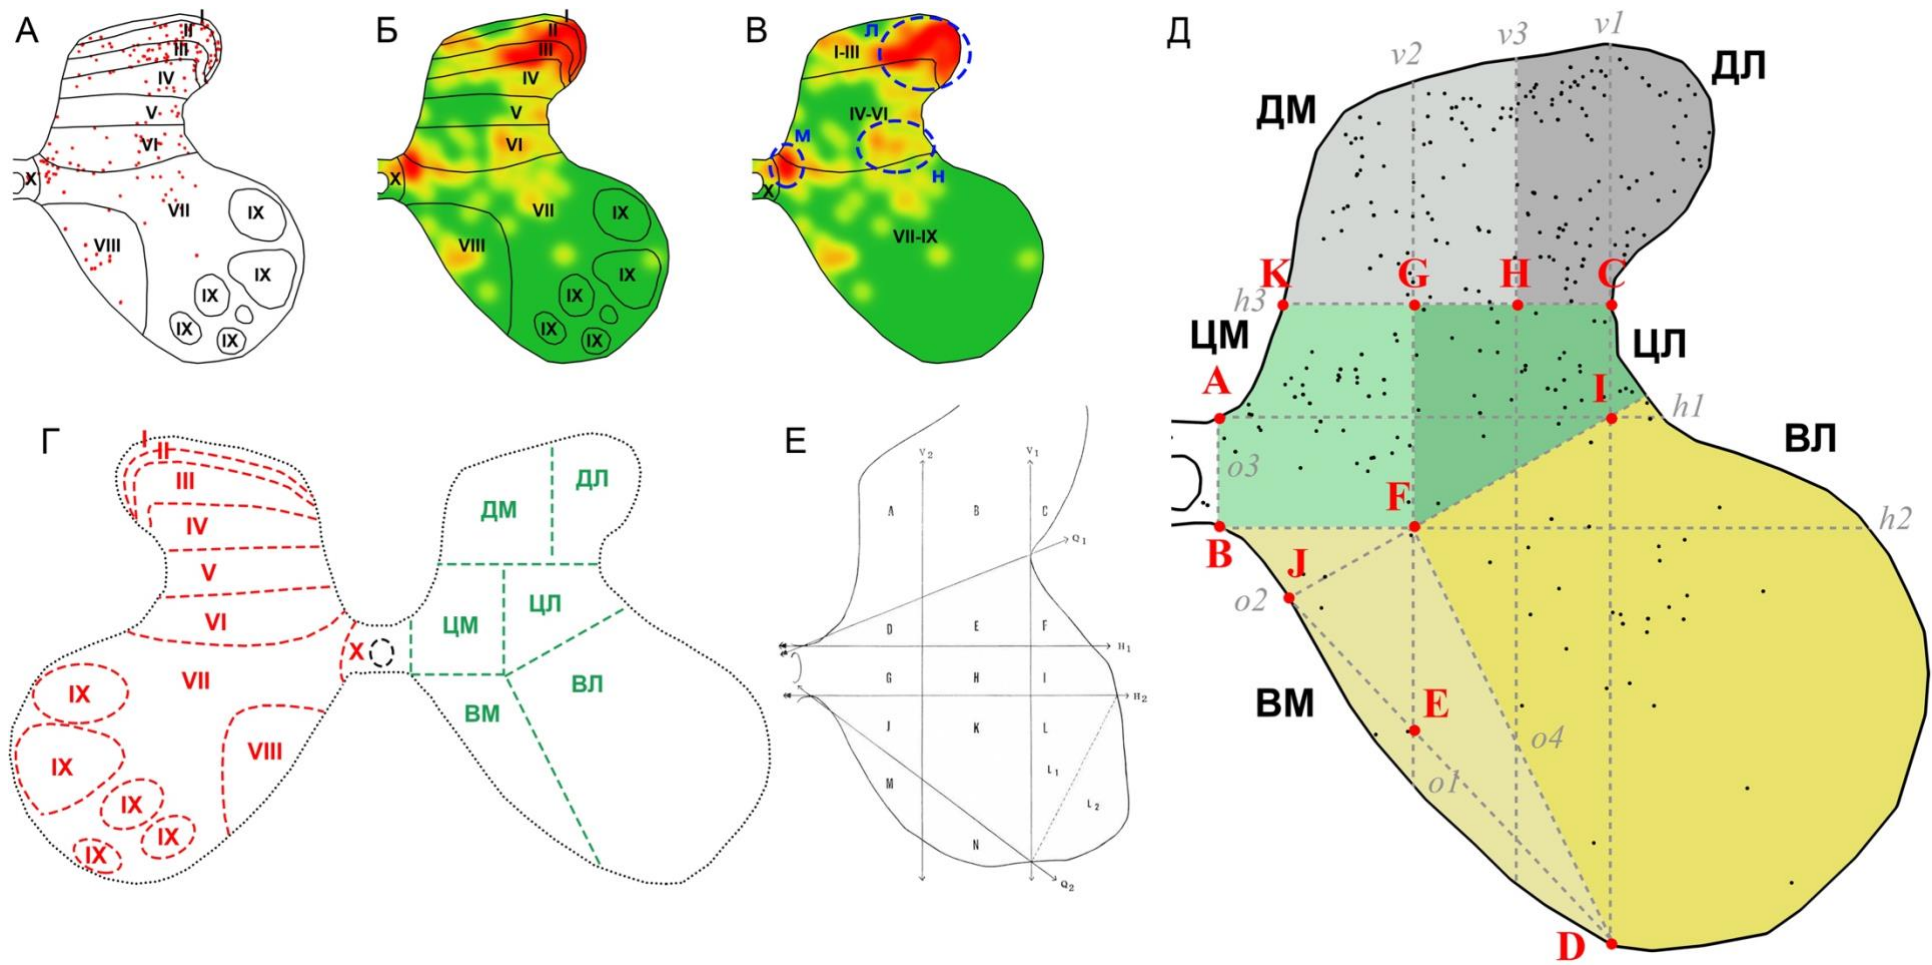 А
I
II
III
IV
V
VI
X
VII
VIII
IX
IX
IX
IX
IX
Б
I
II
III
IV
V
VI
X
VII
VIII
IX
IX
IX
IX
IX
В
Л
I-III
IV-VI
М
Н
X
VII-IX
Г
I
II
III
IV
V
VI
X
VII
VIII
IX
IX
IX
IX
IX
ДМ
ДЛ
ЦМ
ЦЛ
ВМ
ВЛ
Е
V2
V1
A
B
C
Q1
D
E
F
H1
G
H
I
H2
J
K
L
L1
M
L2
N
Q2
Д
v2
v3
v1
ДМ
ДЛ
K
G
H
C
h3
ЦМ
ЦЛ
A
I
h1
o3
F
ВЛ
B
h2
J
o2
ВМ
E
o4
o1
D